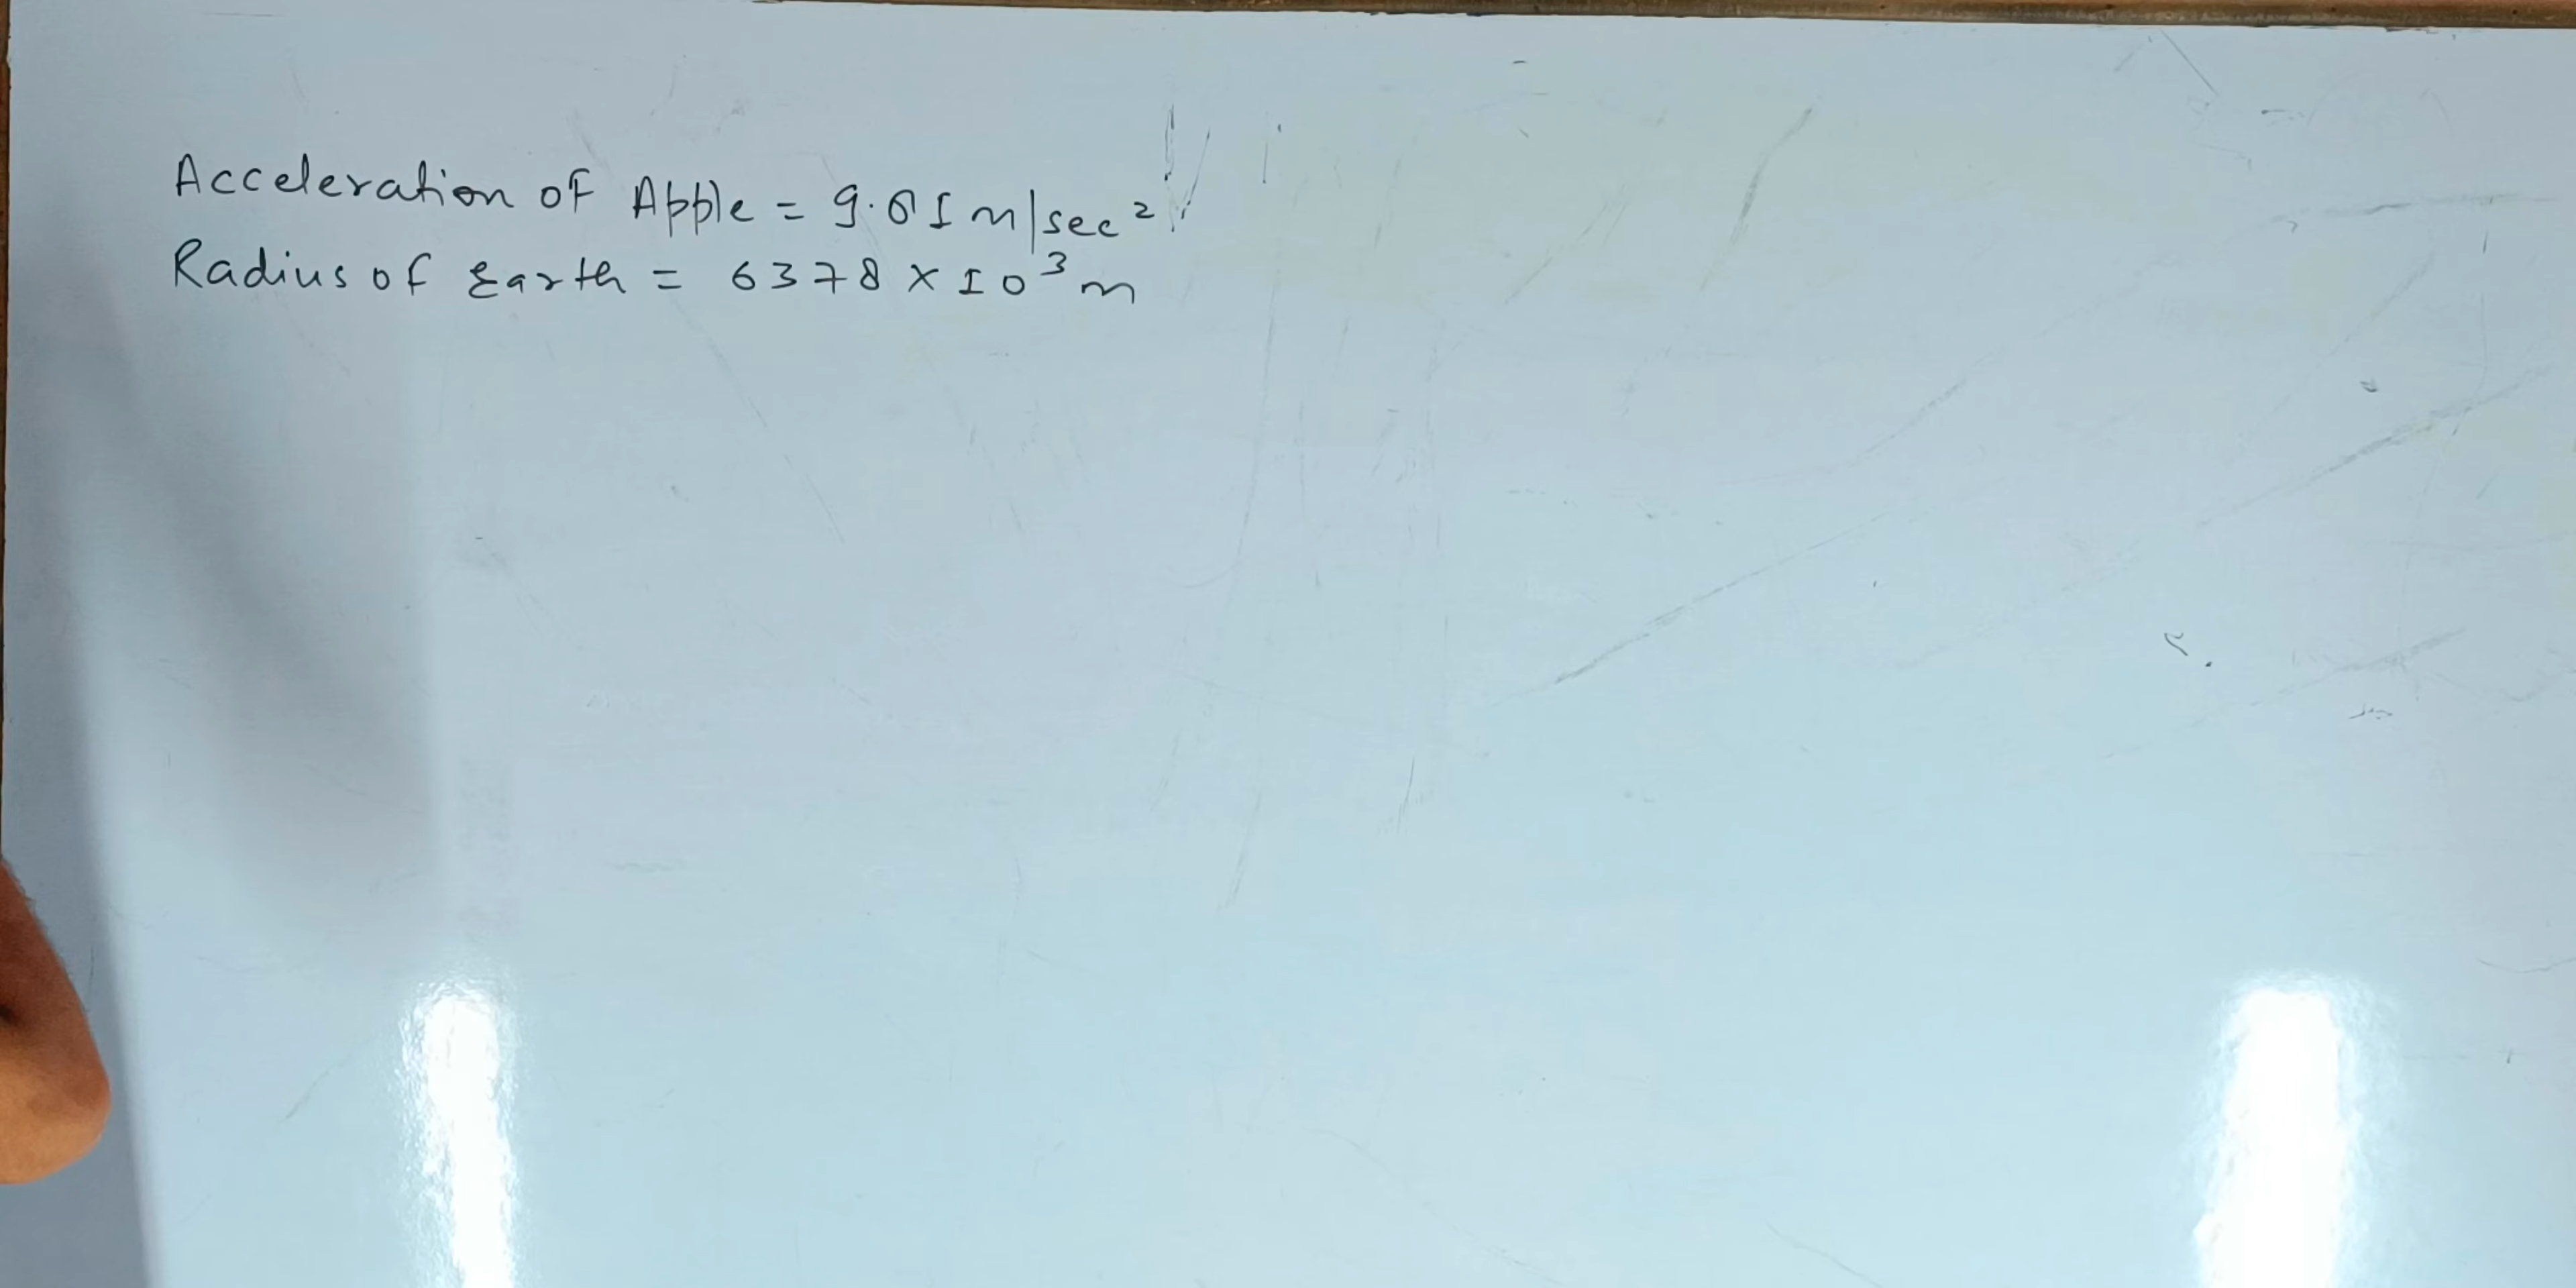 Acceleration of Apple = 9.81 m/sec²
Radius of Earth = 6378 × 10³ m